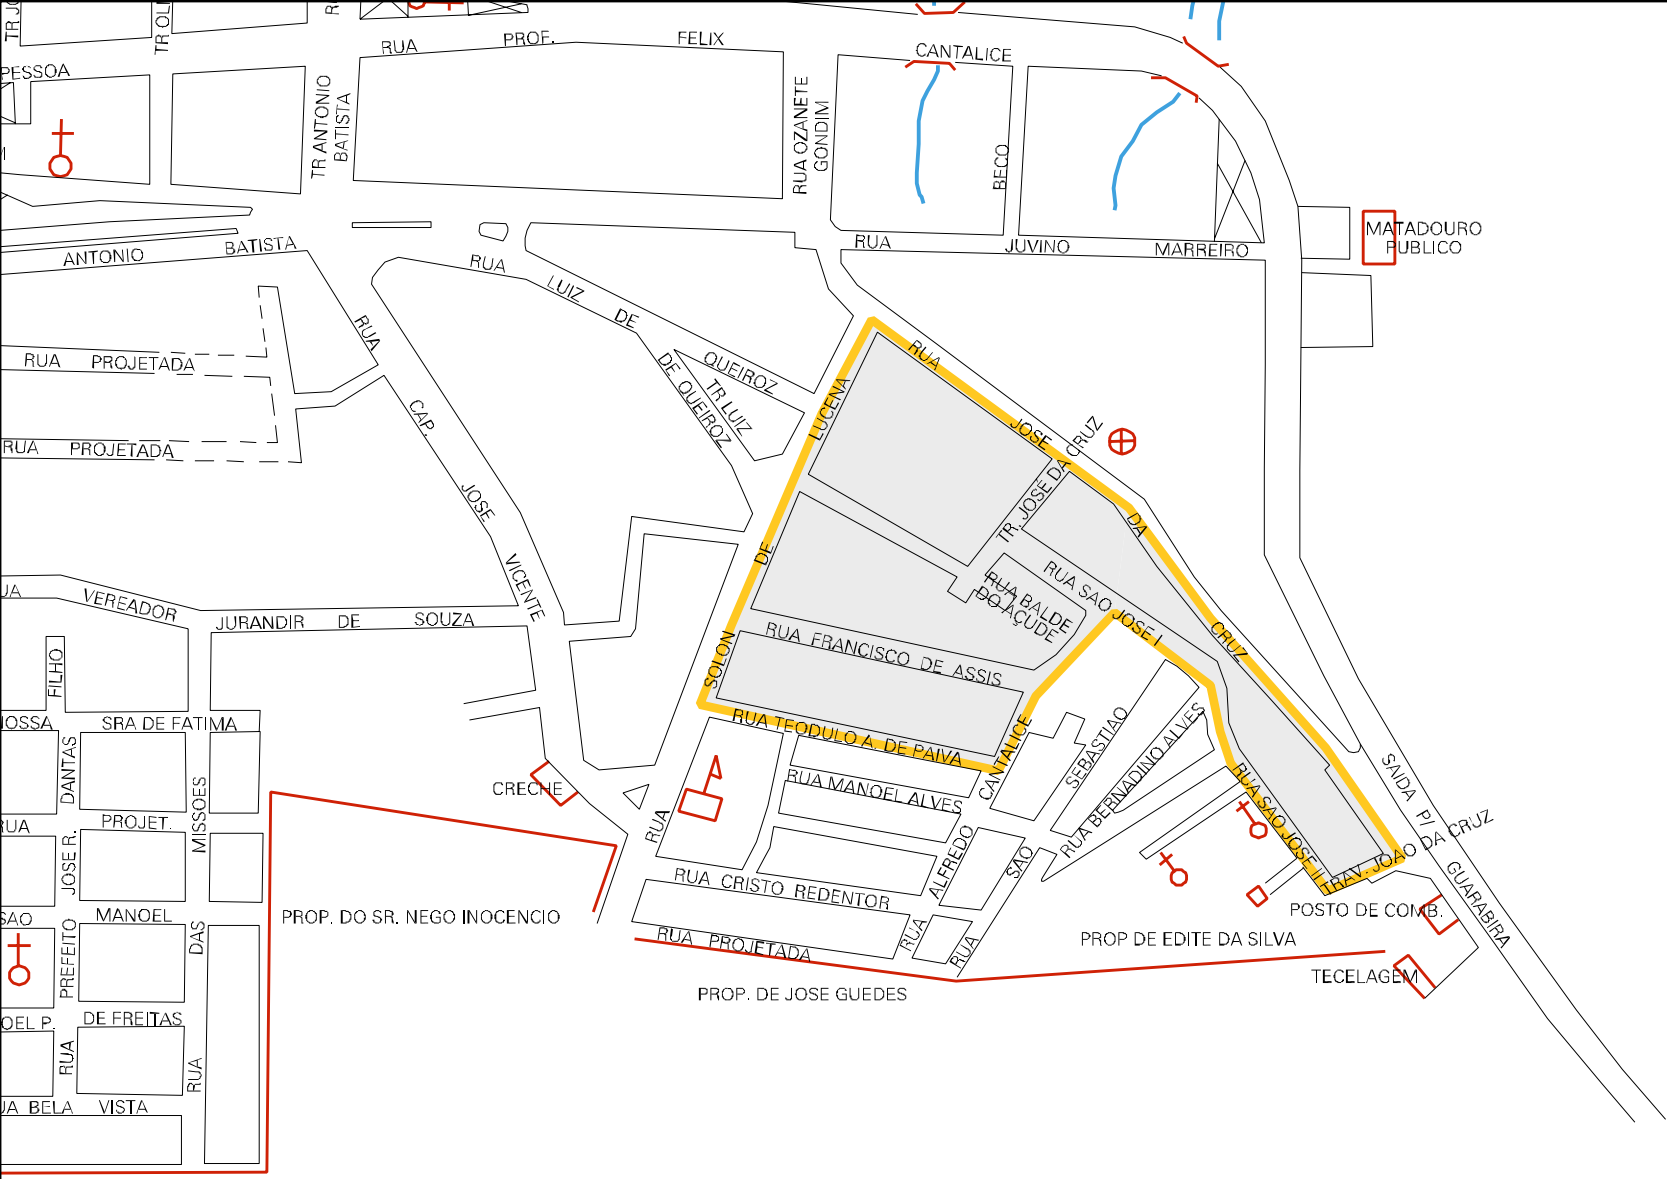 RUA PROF. FELIX CANTALICE
PESSOA
TR ANTONIO
BATISTA
RUA OZANETE
GONDIM
BECO
MATADOURO
PUBLICO
ANTONIO BATISTA
RUA JUVINO MARREIRO
RUA LUIZ DE QUEIROZ
TR LUIZ
DE QUEIROZ
RUA PROJETADA
RUA PROJETADA
RUA CAP. JOSE VICENTE
RUA SOLON DE LUCENA
RUA JOSE DA CRUZ
TR. JOSE DA CRUZ
RUA SAO JOSE I
RUA BALDE
DO AÇUDE
RUA FRANCISCO DE ASSIS
RUA TEODULO A. DE PAIVA
VEREADOR JURANDIR DE SOUZA
FILHO
SRA DE FATIMA
RUA PREFEITO JOSE R. DANTAS
RUA DAS MISSOES
RUA PROJET.
SAO MANOEL
OEL P. DE FREITAS
BELA VISTA
CRECHE
RUA MANOEL ALVES
RUA ALFREDO CANTALICE
RUA SAO SEBASTIAO
RUA BERNADINO ALVES
RUA SAO JOSE II
TRAV. JOAO DA CRUZ
SAIDA P/ GUARABIRA
RUA CRISTO REDENTOR
RUA PROJETADA
PROP. DO SR. NEGO INOCENCIO
POSTO DE COMB.
PROP DE EDITE DA SILVA
TECELAGEM
PROP. DE JOSE GUEDES